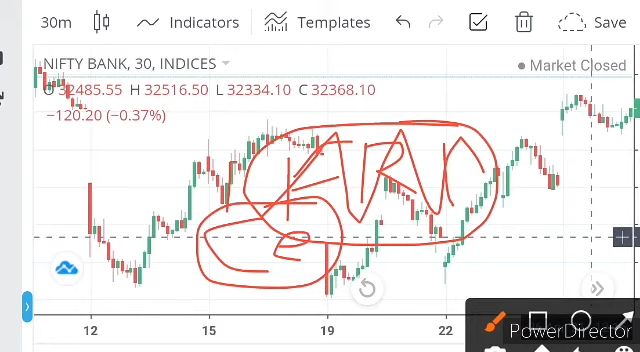 30m Indicators Templates Save
NIFTY BANK, 30, INDICES Market Closed
O 32485.55 H 32516.50 L 32334.10 C 32368.10
−120.20 (−0.37%)
12 15 19 22
PowerDirector